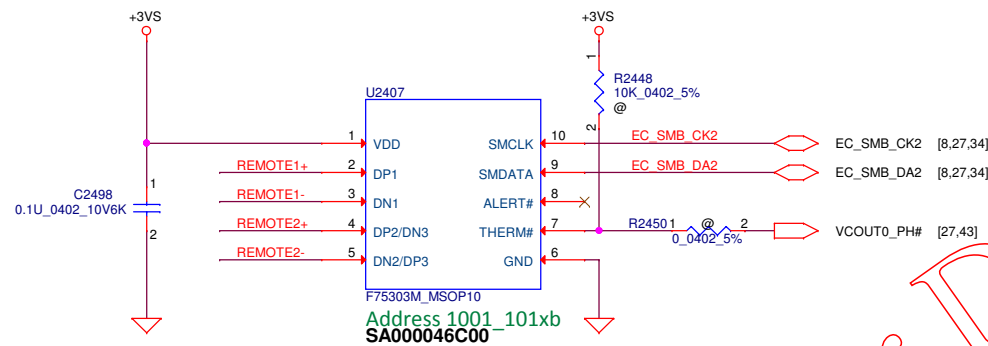 +3VS
+3VS
1
R2448
10K_0402_5%
@
2
U2407
1
VDD
SMCLK
10
EC_SMB_CK2
EC_SMB_CK2 [8,27,34]
REMOTE1+
2
DP1
SMDATA
9
EC_SMB_DA2
EC_SMB_DA2 [8,27,34]
REMOTE1-
3
DN1
ALERT#
8
REMOTE2+
4
DP2/DN3
THERM#
7
R2450
1
@
2
0_0402_5%
VCOUT0_PH# [27,43]
REMOTE2-
5
DN2/DP3
GND
6
C2498
0.1U_0402_10V6K
1
2
F75303M_MSOP10
Address 1001_101xb
SA000046C00